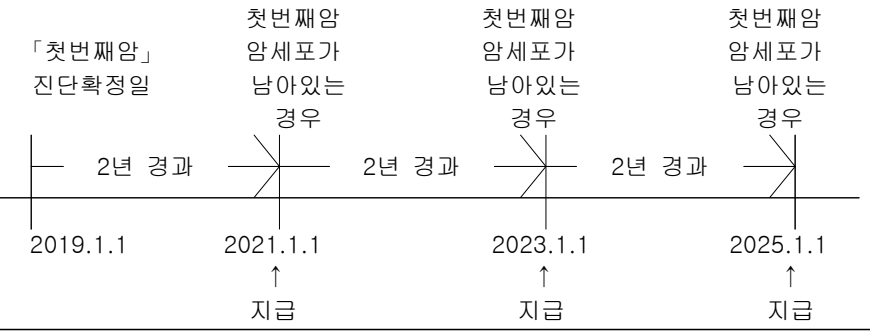 첫번째암 첫번째암 첫번째암
「첫번째암」 암세포가 암세포가 암세포가
진단확정일 남아있는 남아있는 남아있는
경우 경우 경우
2년 경과 2년 경과 2년 경과
2019.1.1 2021.1.1 2023.1.1 2025.1.1
↑ ↑ ↑
지급 지급 지급